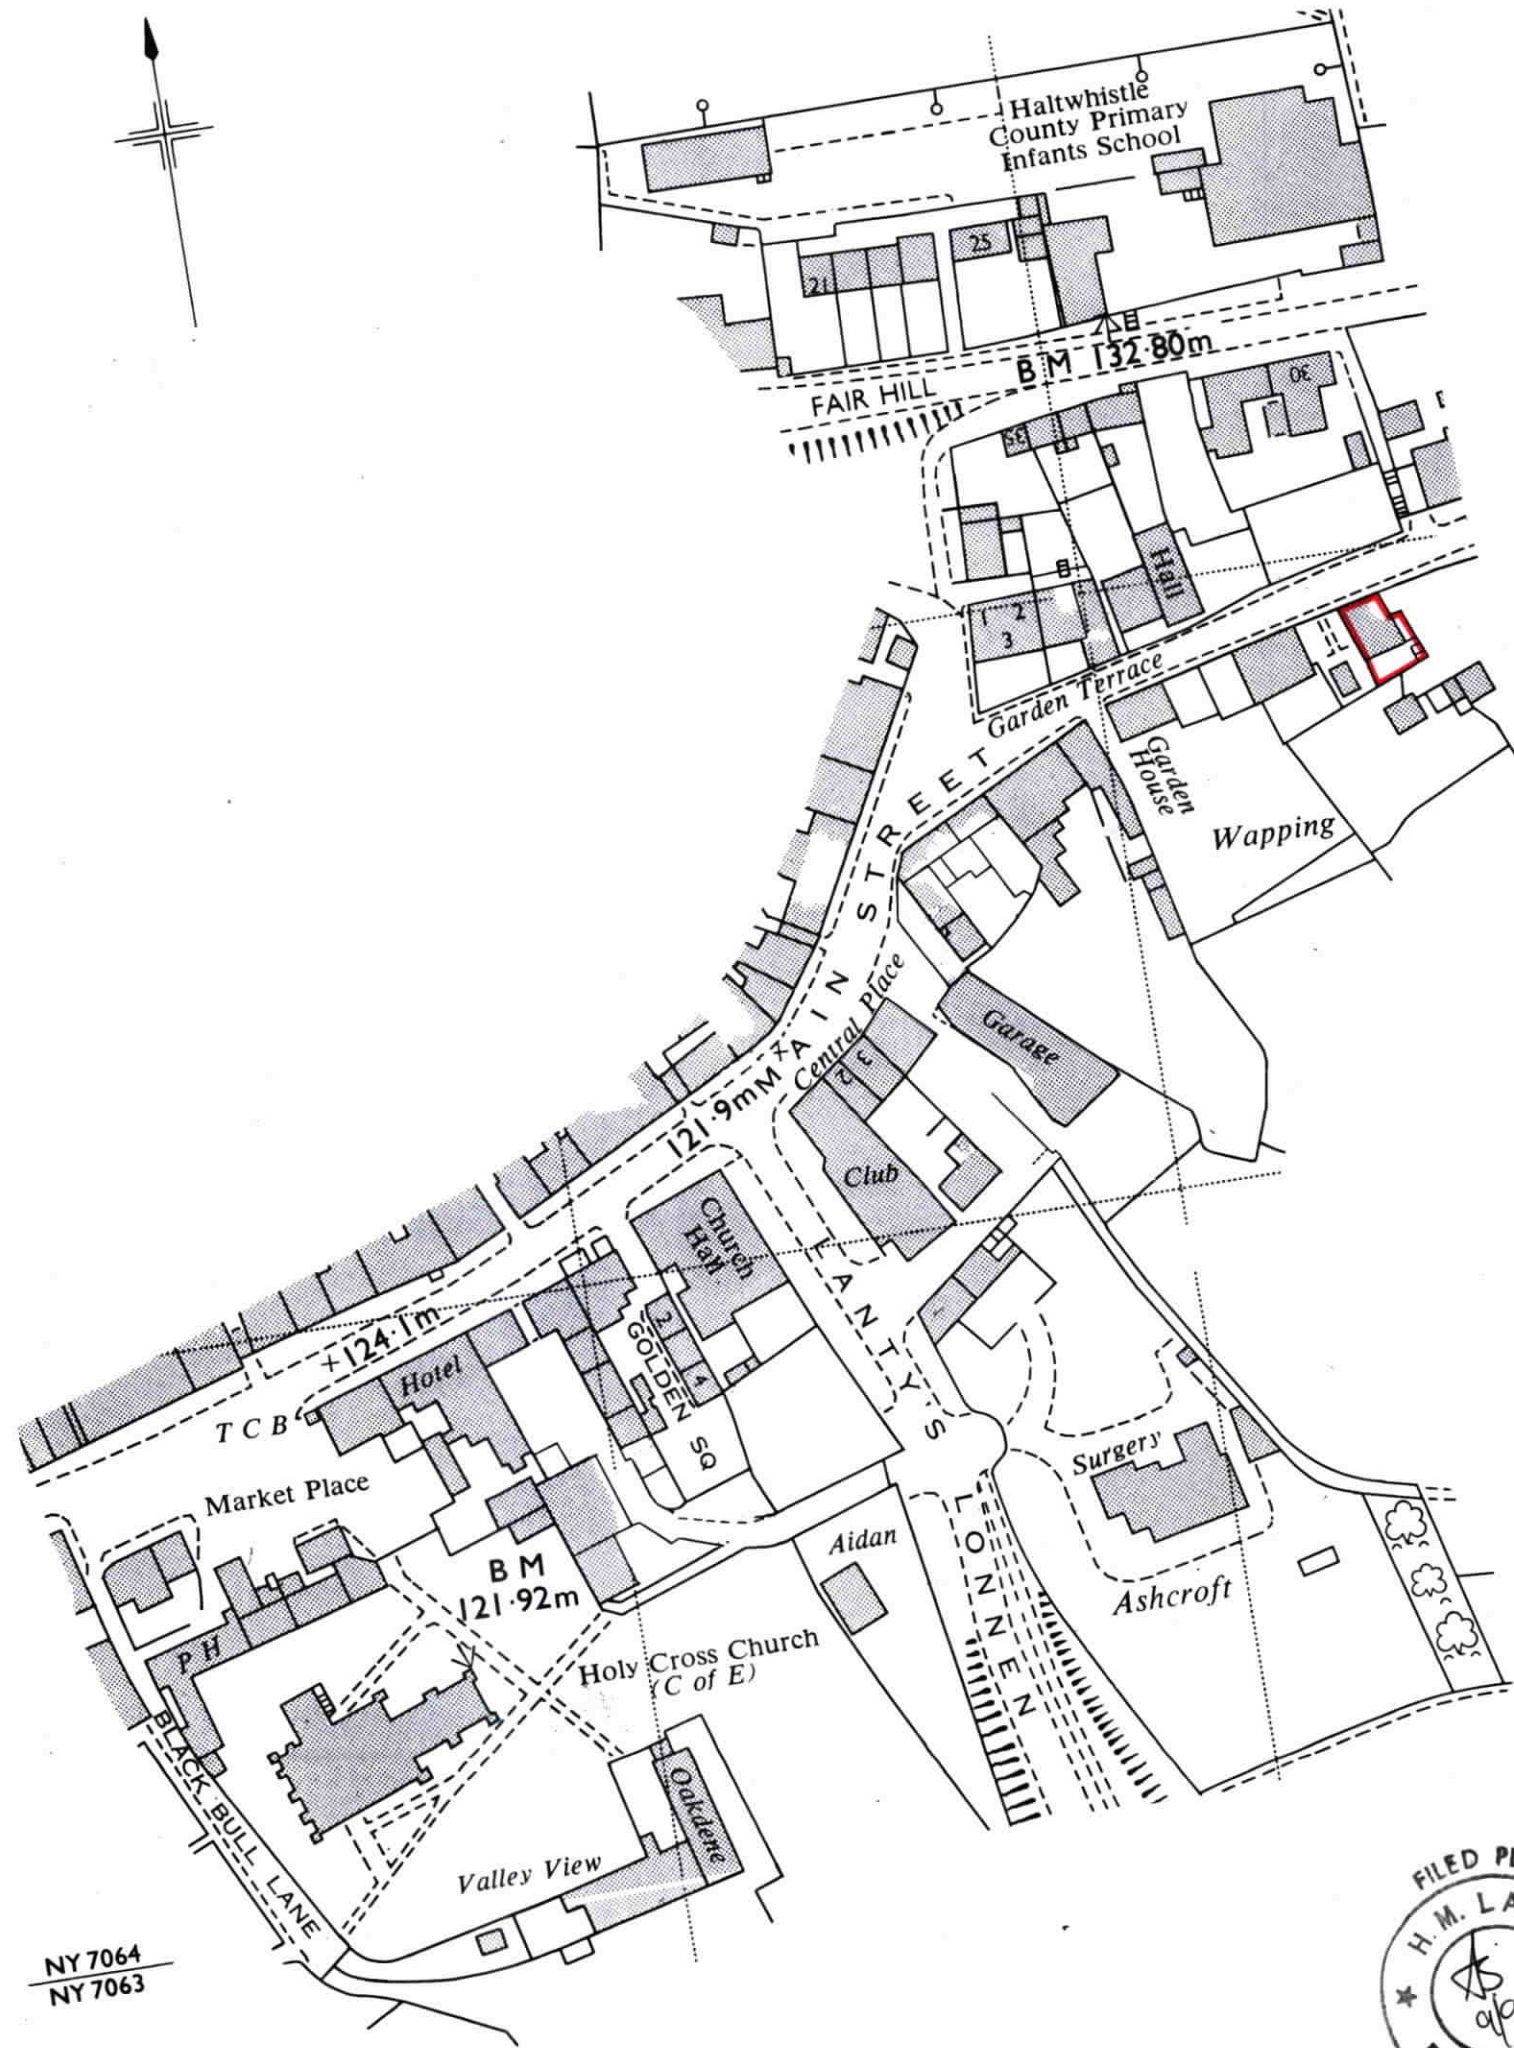 Haltwhistle
County Primary
Infants School
25
21
BM 132·80m
FAIR HILL
30
35
Hall
1 2
3
Garden Terrace
Garden
House
Wapping
MAIN STREET
Central Place
Garage
3
2
121·9m
Club
Church
Hall
LANTY'S LONNEN
+124·1m
2
GOLDEN SQ
4
1
Hotel
TCB
Market Place
Surgery
Aidan
Ashcroft
BM
121·92m
PH
Holy Cross Church
(C of E)
BLACK BULL LANE
Oakdene
Valley View
NY 7064
NY 7063
FILED
H.M.